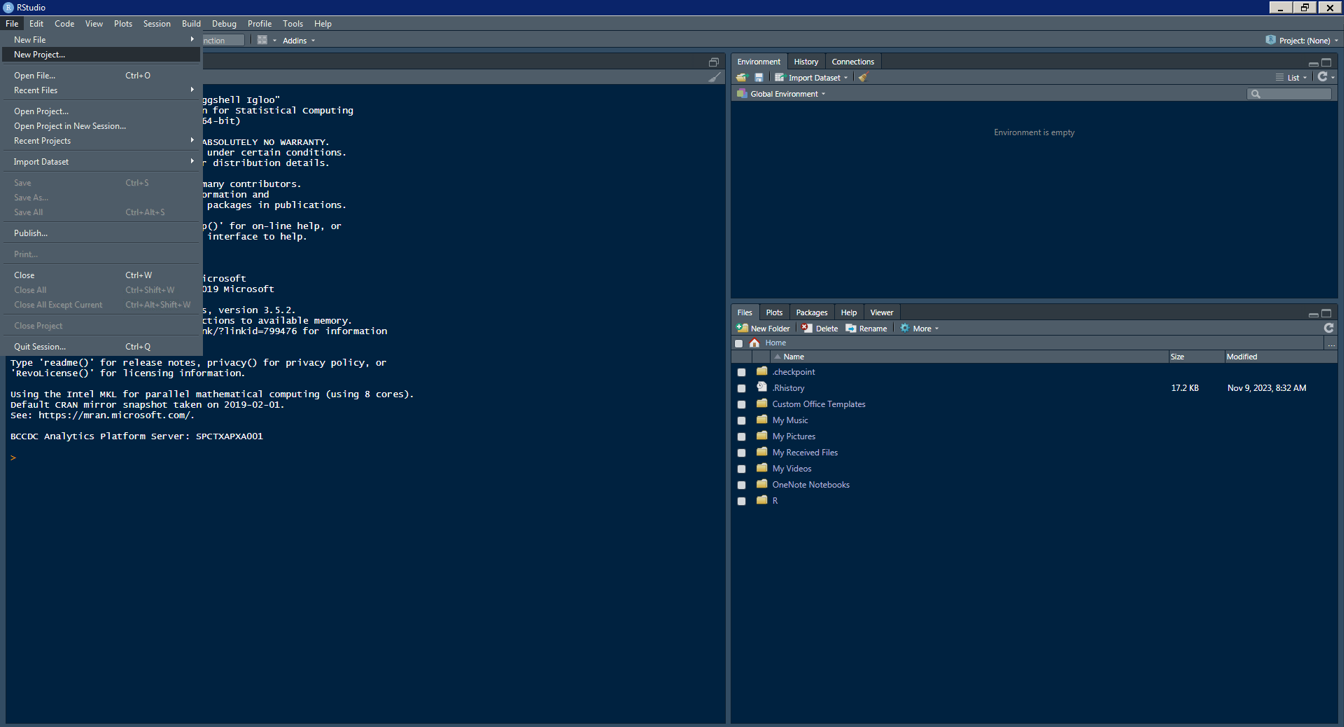 RStudio
File Edit Code View Plots Session Build Debug Profile Tools Help
New File
New Project...
Open File... Ctrl+O
Recent Files
Open Project...
Open Project in New Session...
Recent Projects
Import Dataset
Save Ctrl+S
Save As...
Save All Ctrl+Alt+S
Publish...
Print...
Close Ctrl+W
Close All Ctrl+Shift+W
Close All Except Current Ctrl+Alt+Shift+W
Close Project
Quit Session... Ctrl+Q
nction Addins
Project: (None)
ggshell Igloo"
n for Statistical Computing
64-bit)
ABSOLUTELY NO WARRANTY.
under certain conditions.
r distribution details.
many contributors.
ormation and
packages in publications.
p()' for on-line help, or
interface to help.
icrosoft
019 Microsoft
s, version 3.5.2.
ctions to available memory.
nk/?linkid=799476 for information
Type 'readme()' for release notes, privacy() for privacy policy, or
'RevoLicense()' for licensing information.
Using the Intel MKL for parallel mathematical computing (using 8 cores).
Default CRAN mirror snapshot taken on 2019-02-01.
See: https://mran.microsoft.com/.
BCCDC Analytics Platform Server: SPCTXAPXA001
>
Environment History Connections
Import Dataset List
Global Environment
Environment is empty
Files Plots Packages Help Viewer
New Folder Delete Rename More
Home ...
Name Size Modified
.checkpoint
.Rhistory 17.2 KB Nov 9, 2023, 8:32 AM
Custom Office Templates
My Music
My Pictures
My Received Files
My Videos
OneNote Notebooks
R